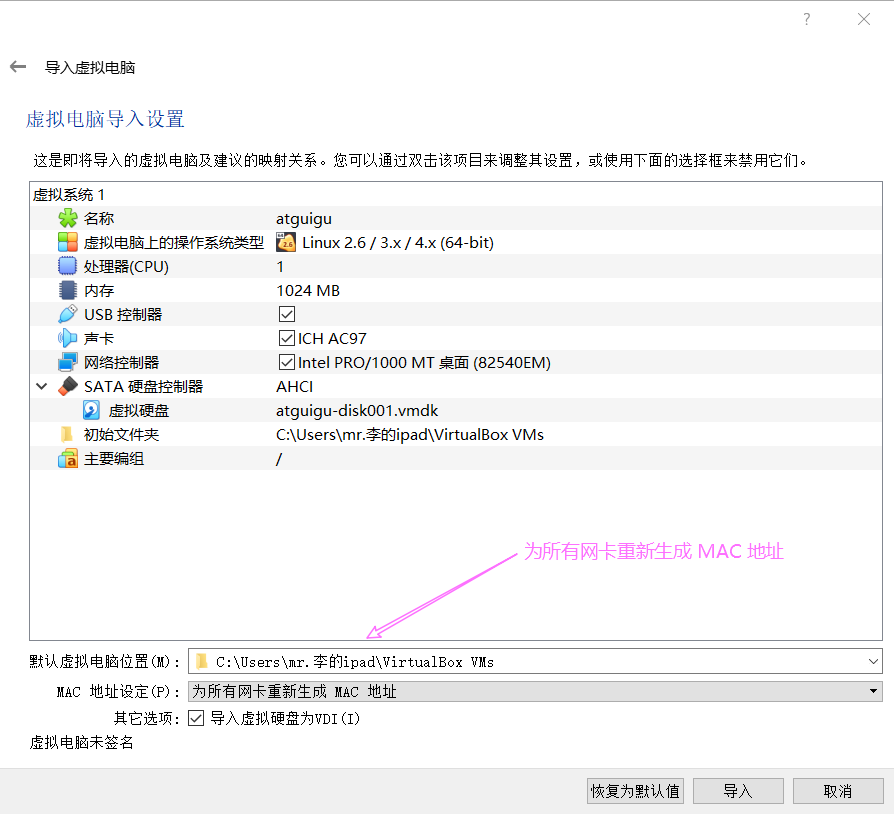 ?
导入虚拟电脑
虚拟电脑导入设置
这是即将导入的虚拟电脑及建议的映射关系。您可以通过双击该项目来调整其设置，或使用下面的选择框来禁用它们。
虚拟系统 1
名称 atguigu
虚拟电脑上的操作系统类型 Linux 2.6 / 3.x / 4.x (64-bit)
处理器(CPU) 1
内存 1024 MB
USB 控制器
声卡 ICH AC97
网络控制器 Intel PRO/1000 MT 桌面 (82540EM)
SATA 硬盘控制器 AHCI
虚拟硬盘 atguigu-disk001.vmdk
初始文件夹 C:\Users\mr.李的ipad\VirtualBox VMs
主要编组 /
为所有网卡重新生成 MAC 地址
默认虚拟电脑位置(M)： C:\Users\mr.李的ipad\VirtualBox VMs
MAC 地址设定(P)： 为所有网卡重新生成 MAC 地址
其它选项： 导入虚拟硬盘为VDI(I)
虚拟电脑未签名
恢复为默认值 导入 取消